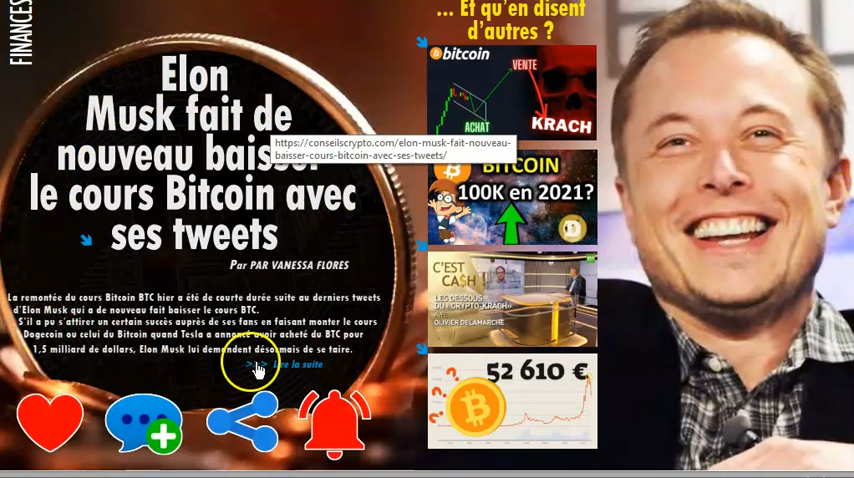 FINANCES
Elon
Musk fait de
nouveau baisser
le cours Bitcoin avec
ses tweets
Par PAR VANESSA FLORES
La remontée du cours Bitcoin BTC hier a été de courte durée suite au derniers tweets
d'Elon Musk qui a de nouveau fait baisser le cours BTC.
S'il a pu s'attirer un certain succès auprès de ses fans en faisant monter le cours
Dogecoin ou celui du Bitcoin quand Tesla a annoncé avoir acheté du BTC pour
1,5 milliard de dollars, Elon Musk lui demandent désormais de se taire.
>>> Lire la suite
https://conseilscrypto.com/elon-musk-fait-nouveau-
baisser-cours-bitcoin-avec-ses-tweets/
... Et qu'en disent
d'autres ?
bitcoin
VENTE
ACHAT
KRACH
BITCOIN
100K en 2021?
C'EST
CA$H !
LES DESSOUS
DU «CRYPTO-KRACH»
AVEC
OLIVIER DELAMARCHE
52 610 €